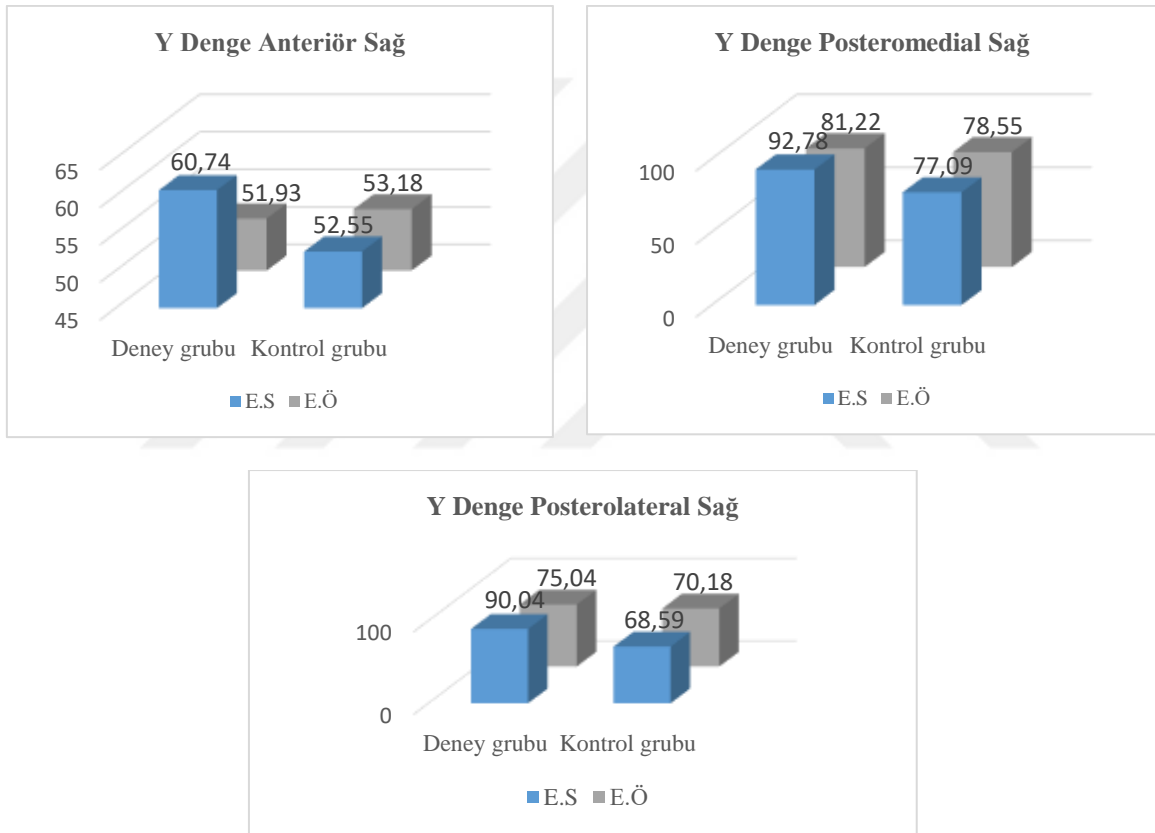 Y Denge Anteriör Sağ
65
60
55
50
45
60,74
51,93
52,55
53,18
Deney grubu Kontrol grubu
E.S E.Ö
Y Denge Posteromedial Sağ
100
50
0
92,78
81,22
77,09
78,55
Deney grubu Kontrol grubu
E.S E.Ö
Y Denge Posterolateral Sağ
100
0
90,04
75,04
68,59
70,18
Deney grubu Kontrol grubu
E.S E.Ö